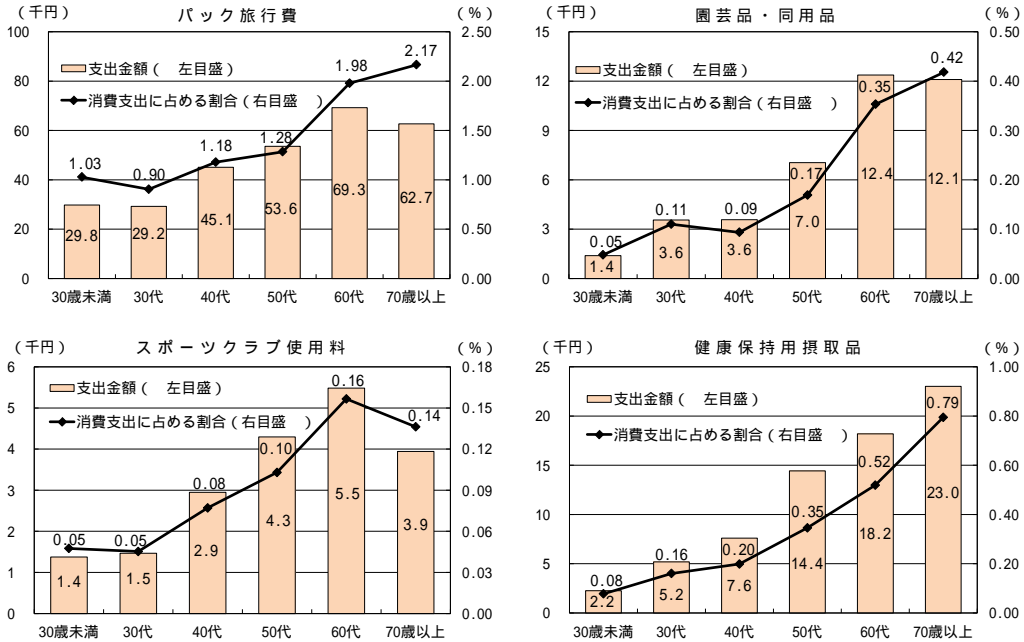 (千円) パック旅行費 (%)
100 2.50
支出金額( 左目盛)
消費支出に占める割合(右目盛 )
80 2.00
60 1.50
40 1.00
20 0.50
0 0.00
1.03 0.90 1.18 1.28 1.98 2.17
29.8 29.2 45.1 53.6 69.3 62.7
30歳未満 30代 40代 50代 60代 70歳以上
(千円) 園芸品・同用品 (%)
15 0.50
支出金額( 左目盛)
消費支出に占める割合(右目盛 )
12 0.40
9 0.30
6 0.20
3 0.10
0 0.00
0.05 0.11 0.09 0.17 0.35 0.42
1.4 3.6 3.6 7.0 12.4 12.1
30歳未満 30代 40代 50代 60代 70歳以上
(千円) スポーツクラブ使用料 (%)
6 0.18
支出金額( 左目盛)
消費支出に占める割合(右目盛 )
5 0.15
4 0.12
3 0.09
2 0.06
1 0.03
0 0.00
0.05 0.05 0.08 0.10 0.16 0.14
1.4 1.5 2.9 4.3 5.5 3.9
30歳未満 30代 40代 50代 60代 70歳以上
(千円) 健康保持用摂取品 (%)
25 1.00
支出金額( 左目盛)
消費支出に占める割合(右目盛 )
20 0.80
15 0.60
10 0.40
5 0.20
0 0.00
0.08 0.16 0.20 0.35 0.52 0.79
2.2 5.2 7.6 14.4 18.2 23.0
30歳未満 30代 40代 50代 60代 70歳以上